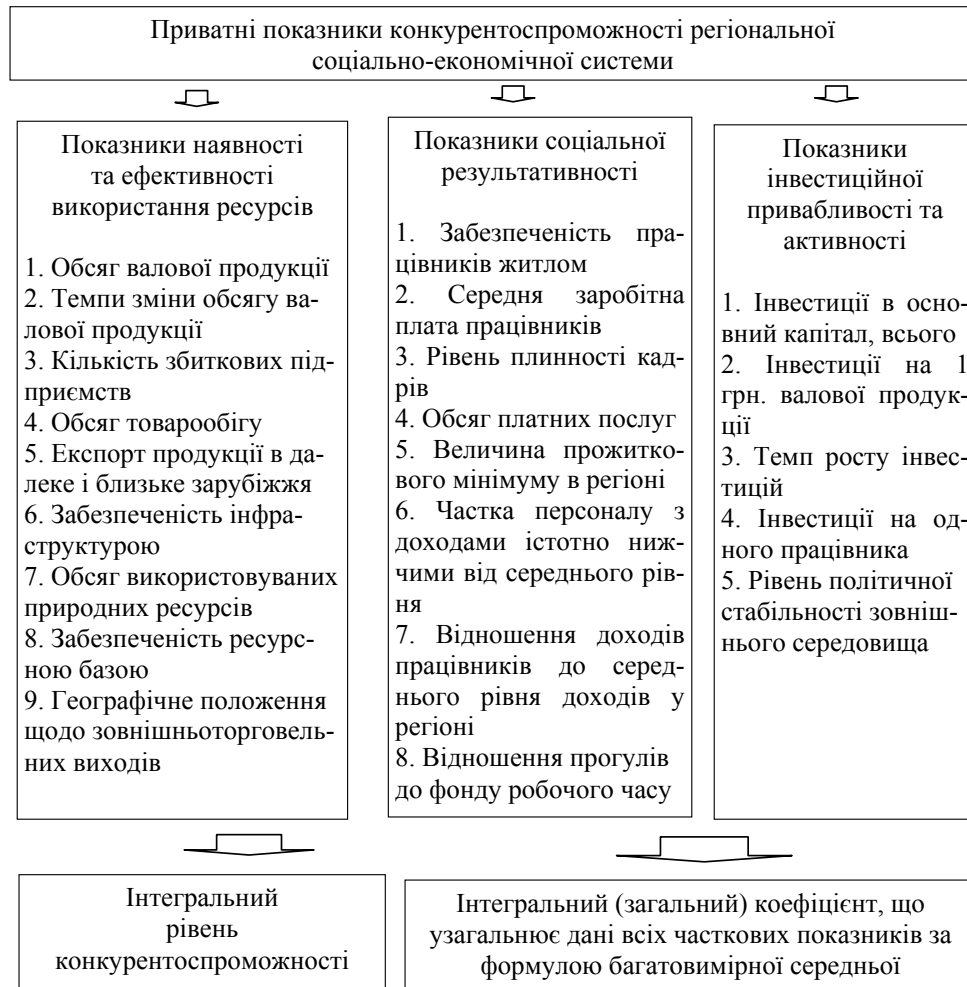 Приватні показники конкурентоспроможності регіональної
соціально-економічної системи
Показники наявності
та ефективності
використання ресурсів
1. Обсяг валової продукції
2. Темпи зміни обсягу ва-
лової продукції
3. Кількість збиткових під-
приємств
4. Обсяг товарообігу
5. Експорт продукції в да-
леке і близьке зарубіжжя
6. Забезпеченість інфра-
структурою
7. Обсяг використовуваних
природних ресурсів
8. Забезпеченість ресурс-
ною базою
9. Географічне положення
щодо зовнішньоторговель-
них виходів
Показники соціальної
результативності
1. Забезпеченість пра-
цівників житлом
2. Середня заробітна
плата працівників
3. Рівень плинності кад-
рів
4. Обсяг платних послуг
5. Величина прожитко-
вого мінімуму в регіоні
6. Частка персоналу з
доходами істотно ниж-
чими від середнього рів-
ня
7. Відношення доходів
працівників до серед-
нього рівня доходів у
регіоні
8. Відношення прогулів
до фонду робочого часу
Показники
інвестиційної
привабливості та
активності
1. Інвестиції в осно-
вний капітал, всього
2. Інвестиції на 1
грн. валової продук-
ції
3. Темп росту інвес-
тицій
4. Інвестиції на од-
ного працівника
5. Рівень політичної
стабільності зовніш-
нього середовища
Інтегральний
рівень
конкурентоспроможності
Інтегральний (загальний) коефіцієнт, що
узагальнює дані всіх часткових показників за
формулою багатовимірної середньої